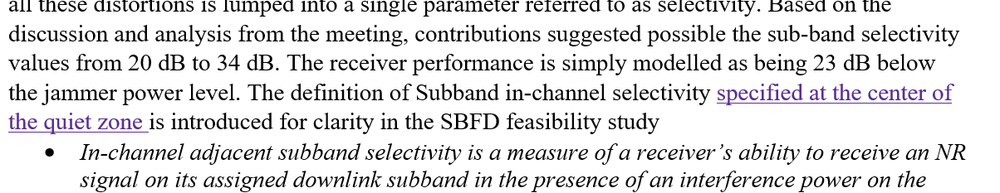 all these distortions is lumped into a single parameter referred to as selectivity. Based on the
discussion and analysis from the meeting, contributions suggested possible the sub-band selectivity
values from 20 dB to 34 dB. The receiver performance is simply modelled as being 23 dB below
the jammer power level. The definition of Subband in-channel selectivity specified at the center of
the quiet zone is introduced for clarity in the SBFD feasibility study
• In-channel adjacent subband selectivity is a measure of a receiver’s ability to receive an NR
signal on its assigned downlink subband in the presence of an interference power on the